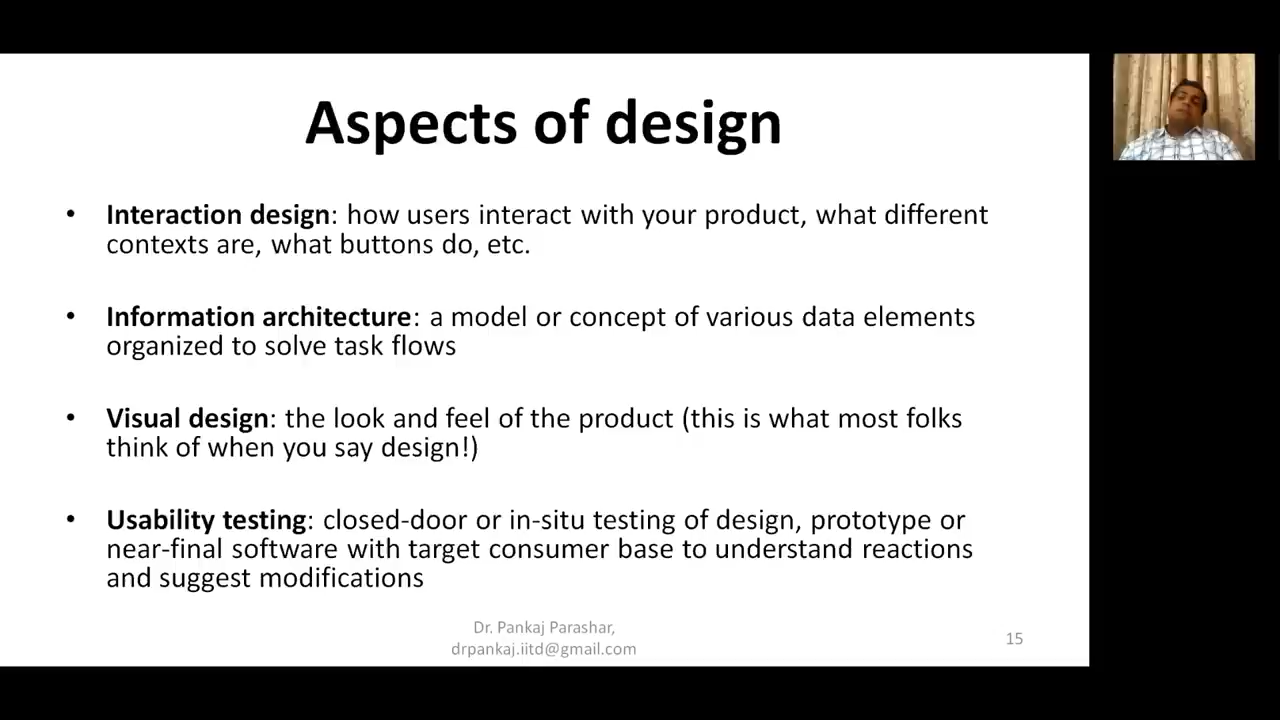 Aspects of design
• Interaction design: how users interact with your product, what different
contexts are, what buttons do, etc.
• Information architecture: a model or concept of various data elements
organized to solve task flows
• Visual design: the look and feel of the product (this is what most folks
think of when you say design!)
• Usability testing: closed-door or in-situ testing of design, prototype or
near-final software with target consumer base to understand reactions
and suggest modifications
Dr. Pankaj Parashar,
drpankaj.iitd@gmail.com
15